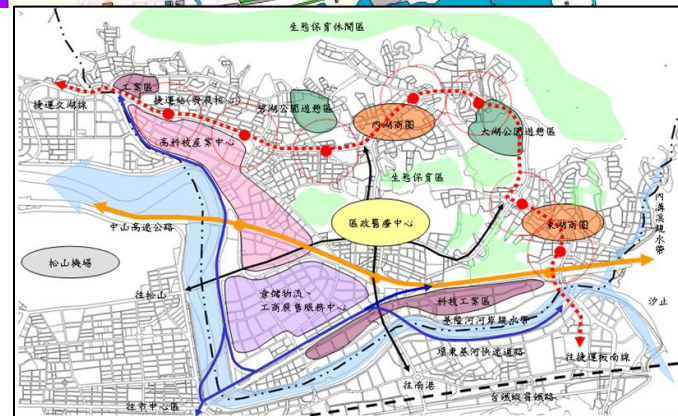 生態保育休閒區
工業區
捷運文湖線
捷運站(發展核心)
碧湖公園遊憩區
內湖商圈
大湖公園遊憩區
高科技產業中心
生態保育區
內溝溪親水帶
中山高速公路
區政醫療中心
東湖商圈
松山機場
往松山
倉儲物流、
工商展售服務中心
科技工業區
汐止
基隆河河岸親水帶
環東基河快速道路
往捷運板南線
往市中心區
往南港
台鐵縱貫鐵路